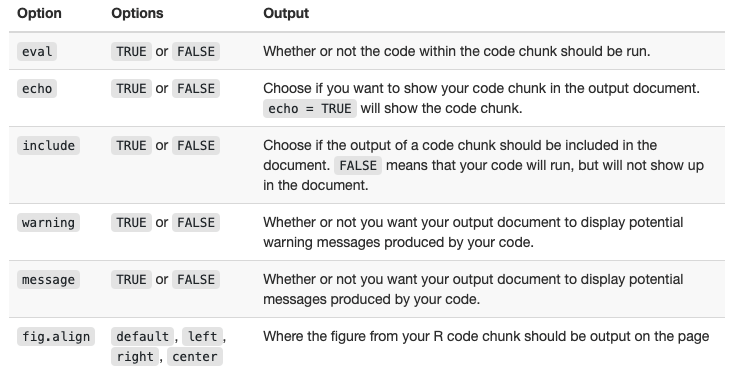 Option Options Output
eval TRUE or FALSE Whether or not the code within the code chunk should be run.
echo TRUE or FALSE Choose if you want to show your code chunk in the output document.
echo = TRUE will show the code chunk.
include TRUE or FALSE Choose if the output of a code chunk should be included in the
document. FALSE means that your code will run, but will not show up
in the document.
warning TRUE or FALSE Whether or not you want your output document to display potential
warning messages produced by your code.
message TRUE or FALSE Whether or not you want your output document to display potential
messages produced by your code.
fig.align default , left , Where the figure from your R code chunk should be output on the page
right , center